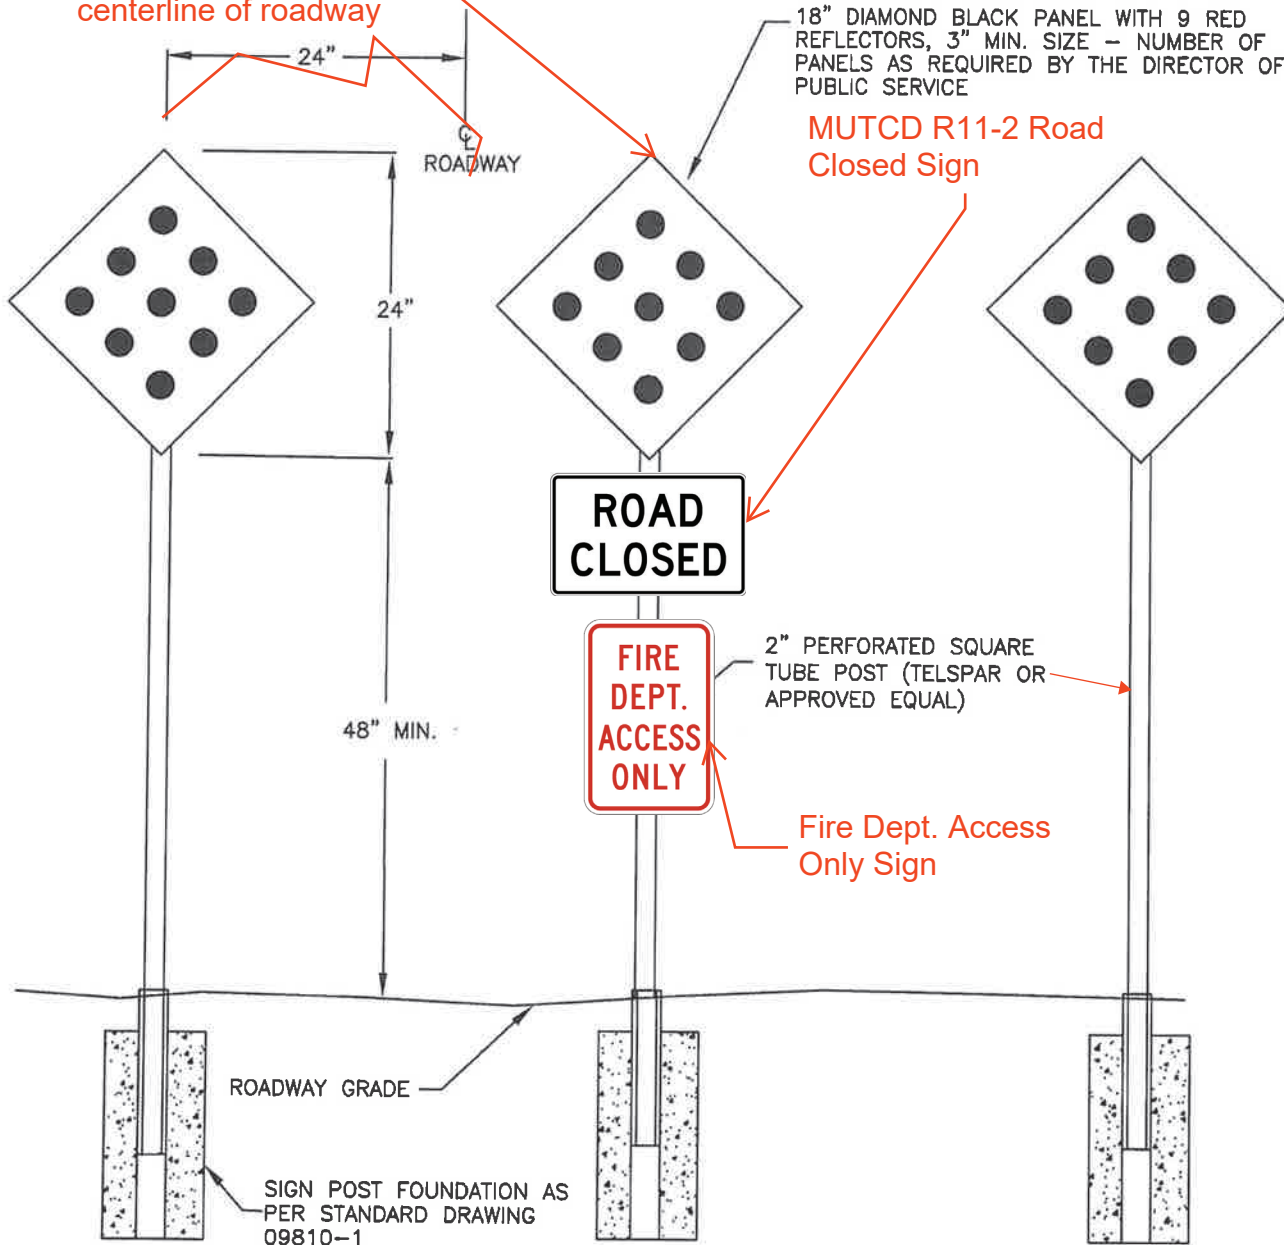 centerline of roadway
24"
℄
ROADWAY
18" DIAMOND BLACK PANEL WITH 9 RED
REFLECTORS, 3" MIN. SIZE – NUMBER OF
PANELS AS REQUIRED BY THE DIRECTOR OF
PUBLIC SERVICE
MUTCD R11-2 Road
Closed Sign
24"
ROAD
CLOSED
FIRE
DEPT.
ACCESS
ONLY
2" PERFORATED SQUARE
TUBE POST (TELSPAR OR
APPROVED EQUAL)
48" MIN.
Fire Dept. Access
Only Sign
ROADWAY GRADE
SIGN POST FOUNDATION AS
PER STANDARD DRAWING
09810–1